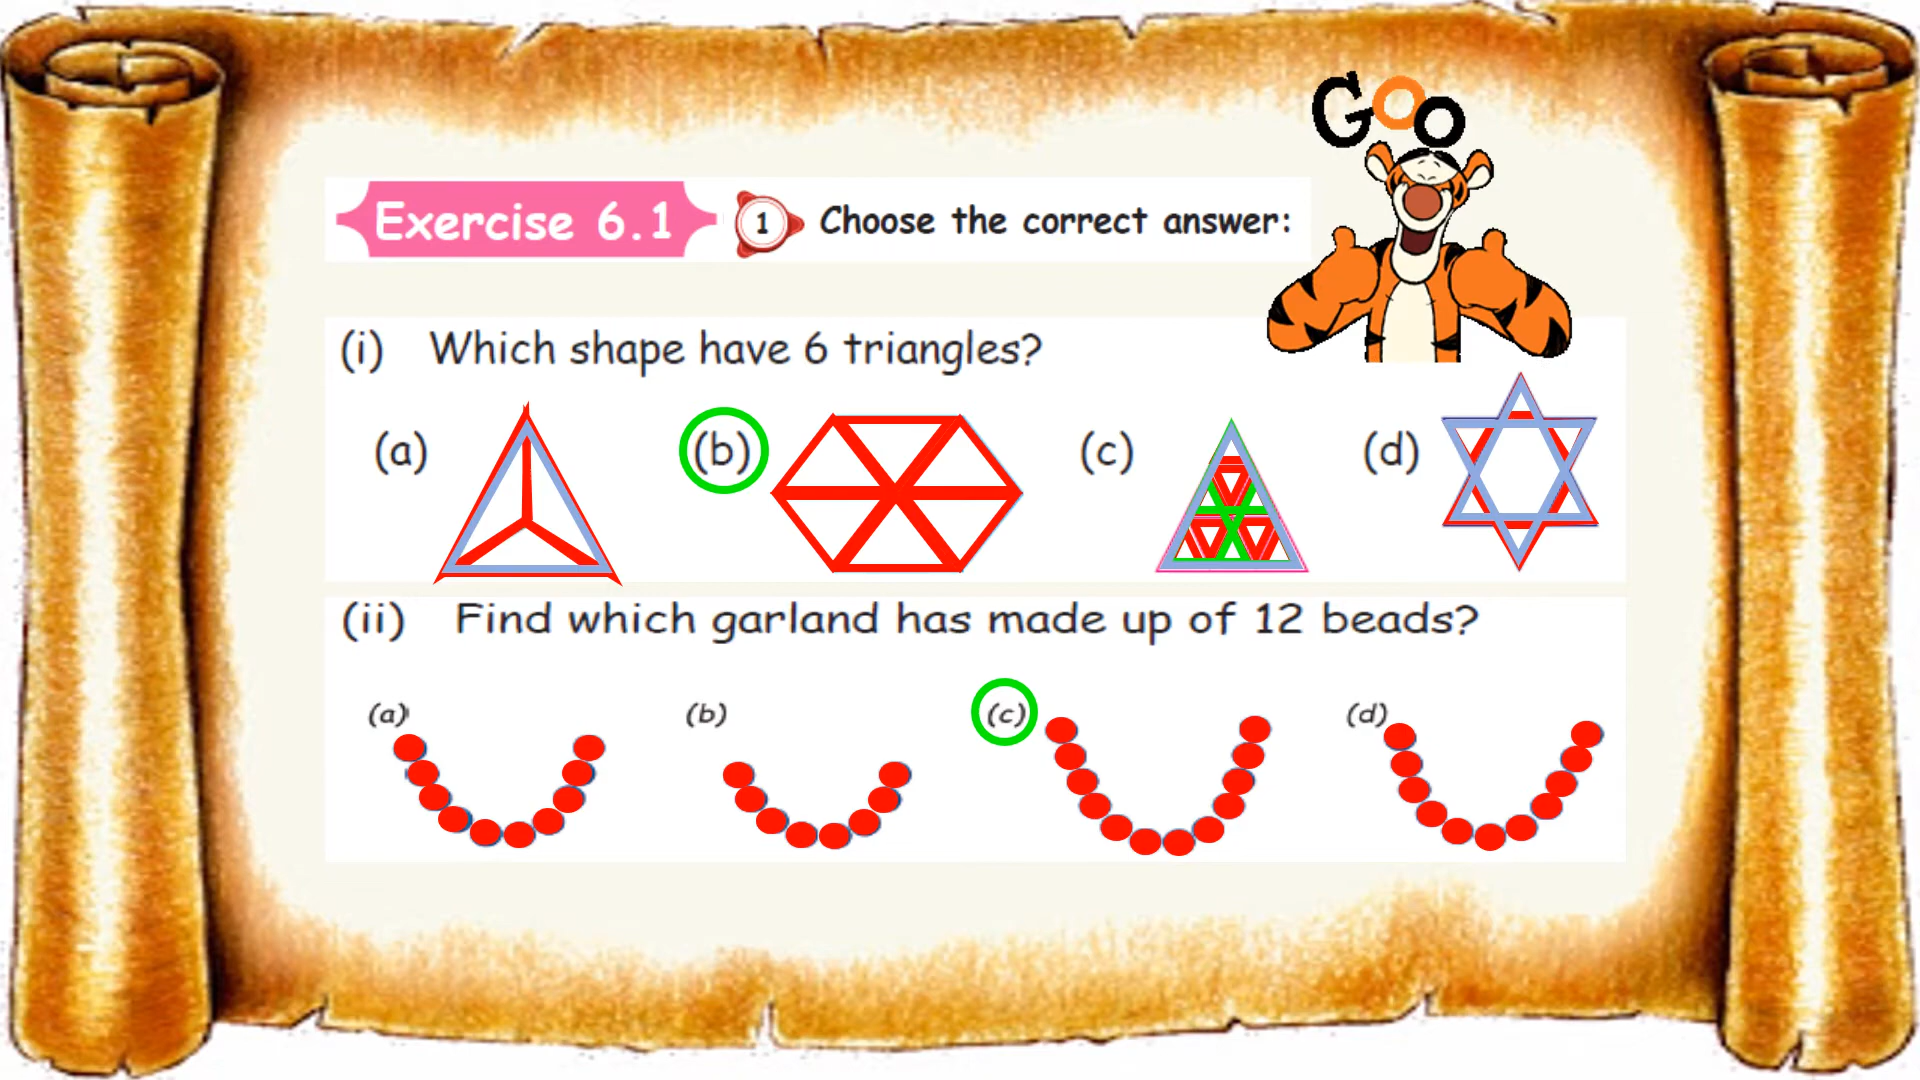 Goo
Exercise 6.1 1 Choose the correct answer:
(i) Which shape have 6 triangles?
(a) (b) (c) (d)
(ii) Find which garland has made up of 12 beads?
(a) (b) (c) (d)